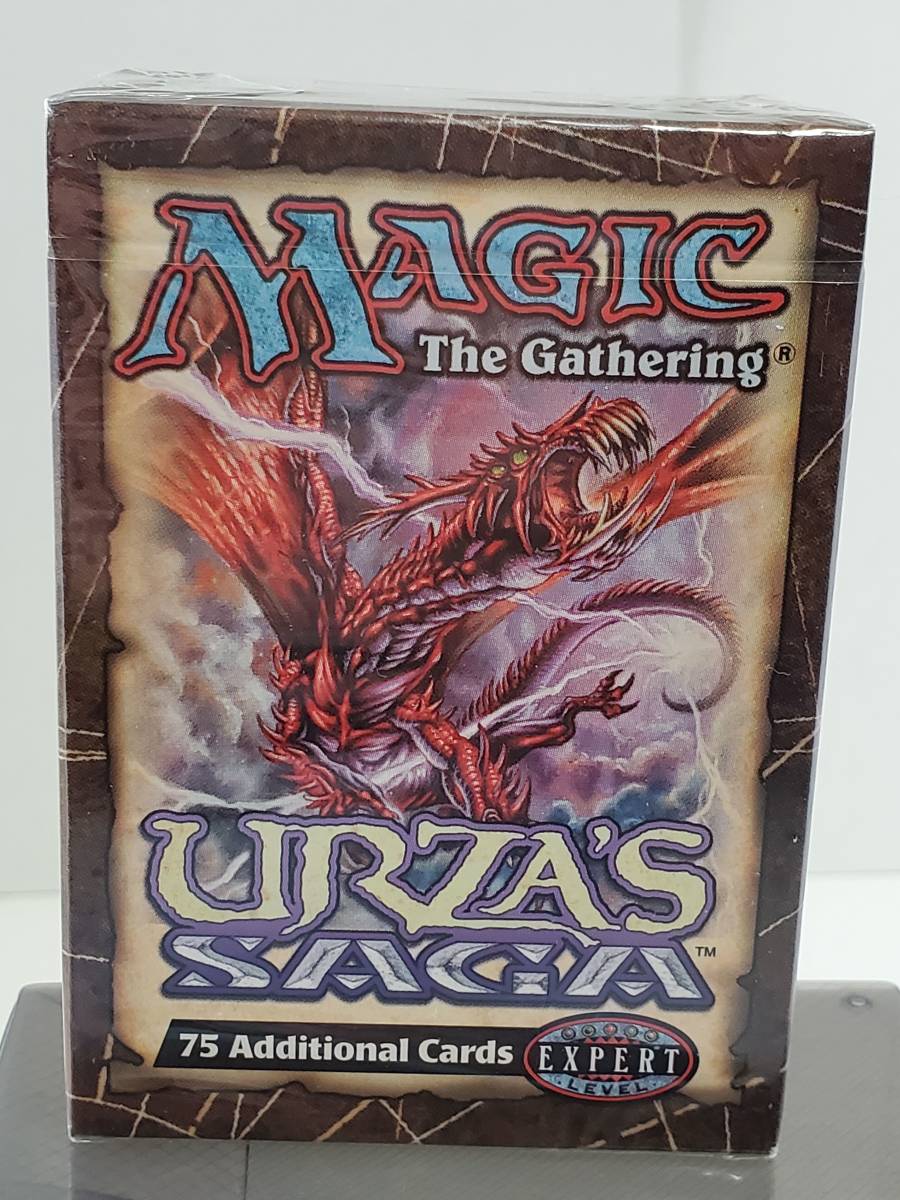 MAGIC
The Gathering®
URZA'S
SAGA™
75 Additional Cards
EXPERT
LEVEL